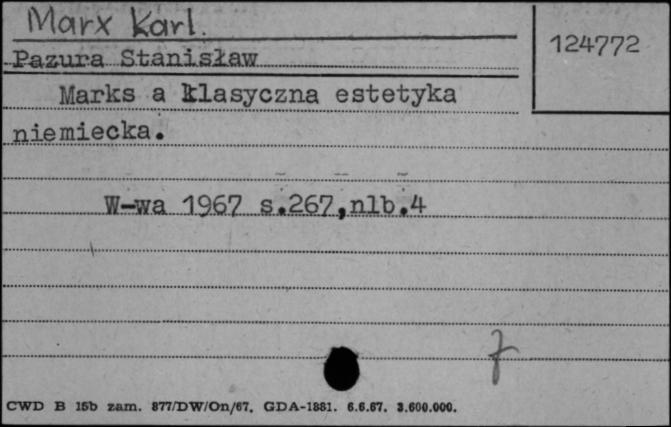 Marx Karl.
124772
Pazura Stanisław
Marks a klasyczna estetyka
niemiecka.
W-wa 1967 s.267,nlb.4
f
CWD B 15b zam. 877/DW/On/67. GDA-1881. 6.6.67. 3.600.000.